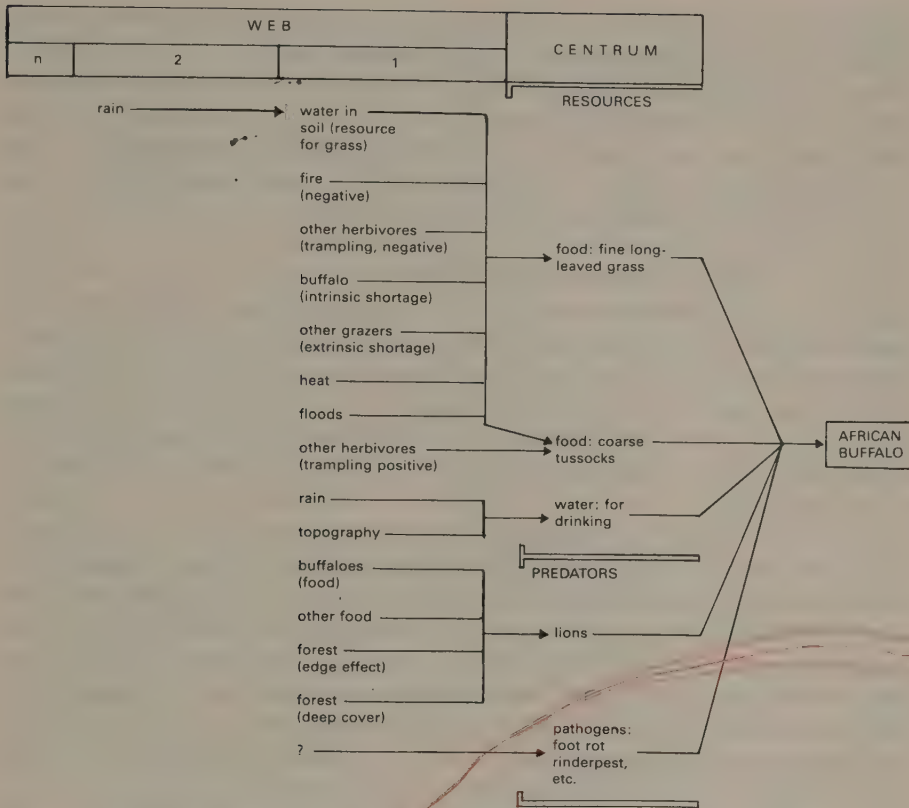 WEB
CENTRUM
n 2 1
RESOURCES
rain
water in
soil (resource
for grass)
fire
(negative)
other herbivores
(trampling, negative)
food: fine long-
leaved grass
buffalo
(intrinsic shortage)
other grazers
(extrinsic shortage)
heat
floods
other herbivores
(trampling positive)
food: coarse
tussocks
AFRICAN
BUFFALO
rain
topography
water: for
drinking
PREDATORS
buffaloes
(food)
other food
forest
(edge effect)
forest
(deep cover)
lions
?
pathogens:
foot rot
rinderpest,
etc.